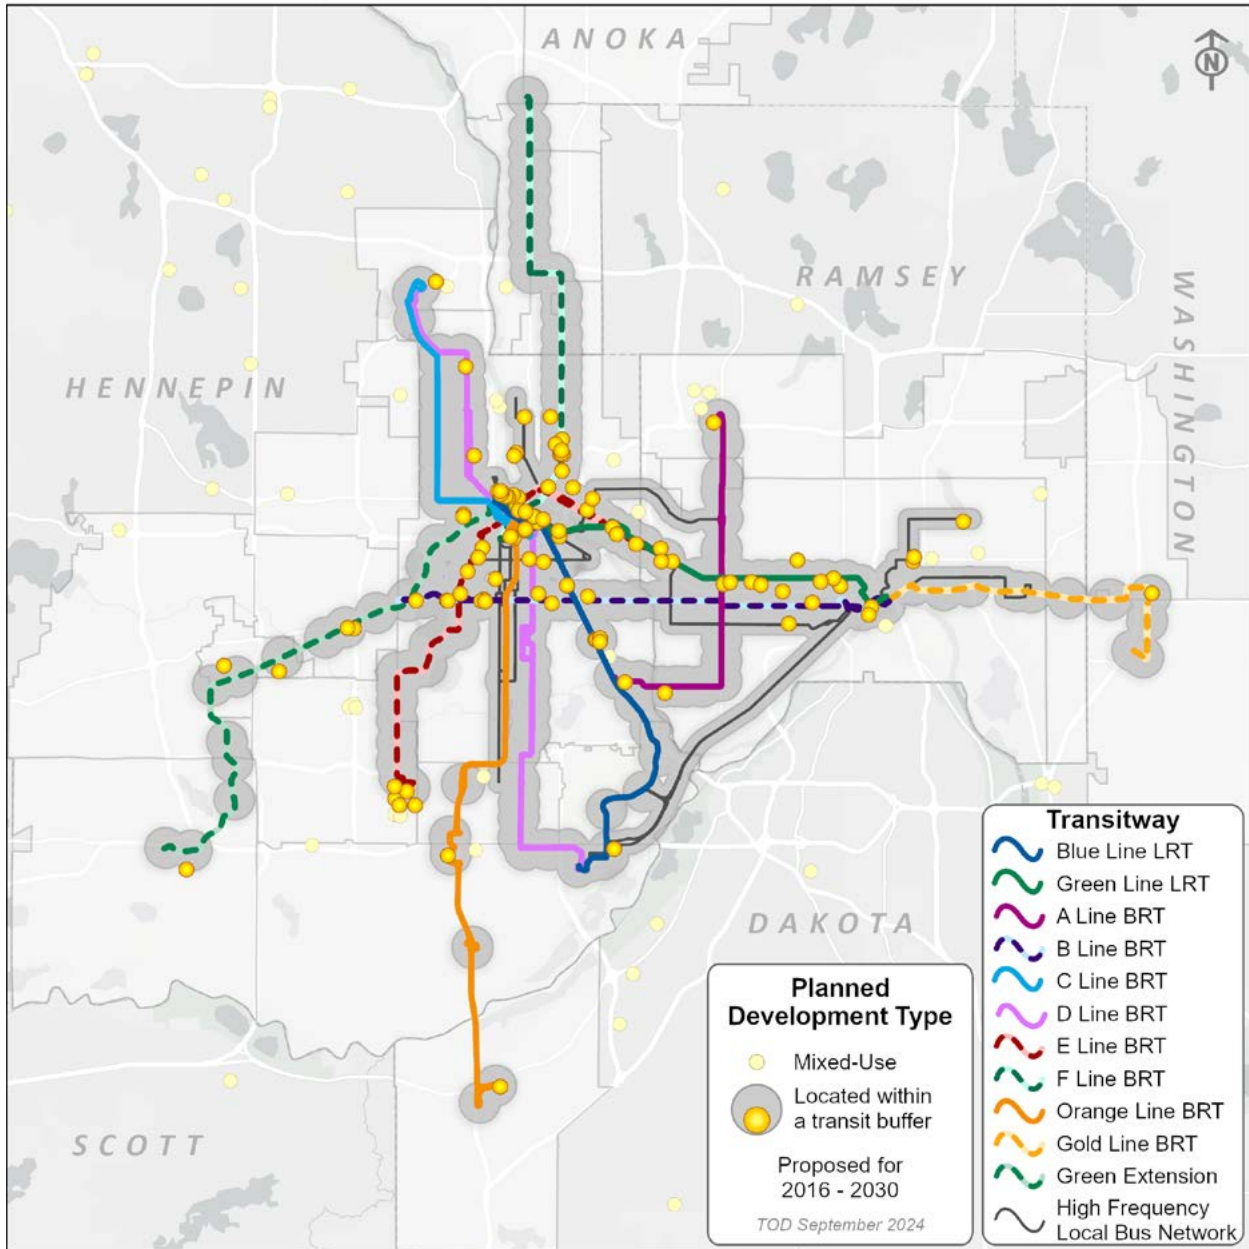 ANOKA
N
RAMSEY
WASHINGTON
HENNEPIN
DAKOTA
SCOTT
Planned
Development Type
Mixed-Use
Located within
a transit buffer
Proposed for
2016 - 2030
TOD September 2024
Transitway
Blue Line LRT
Green Line LRT
A Line BRT
B Line BRT
C Line BRT
D Line BRT
E Line BRT
F Line BRT
Orange Line BRT
Gold Line BRT
Green Extension
High Frequency
Local Bus Network